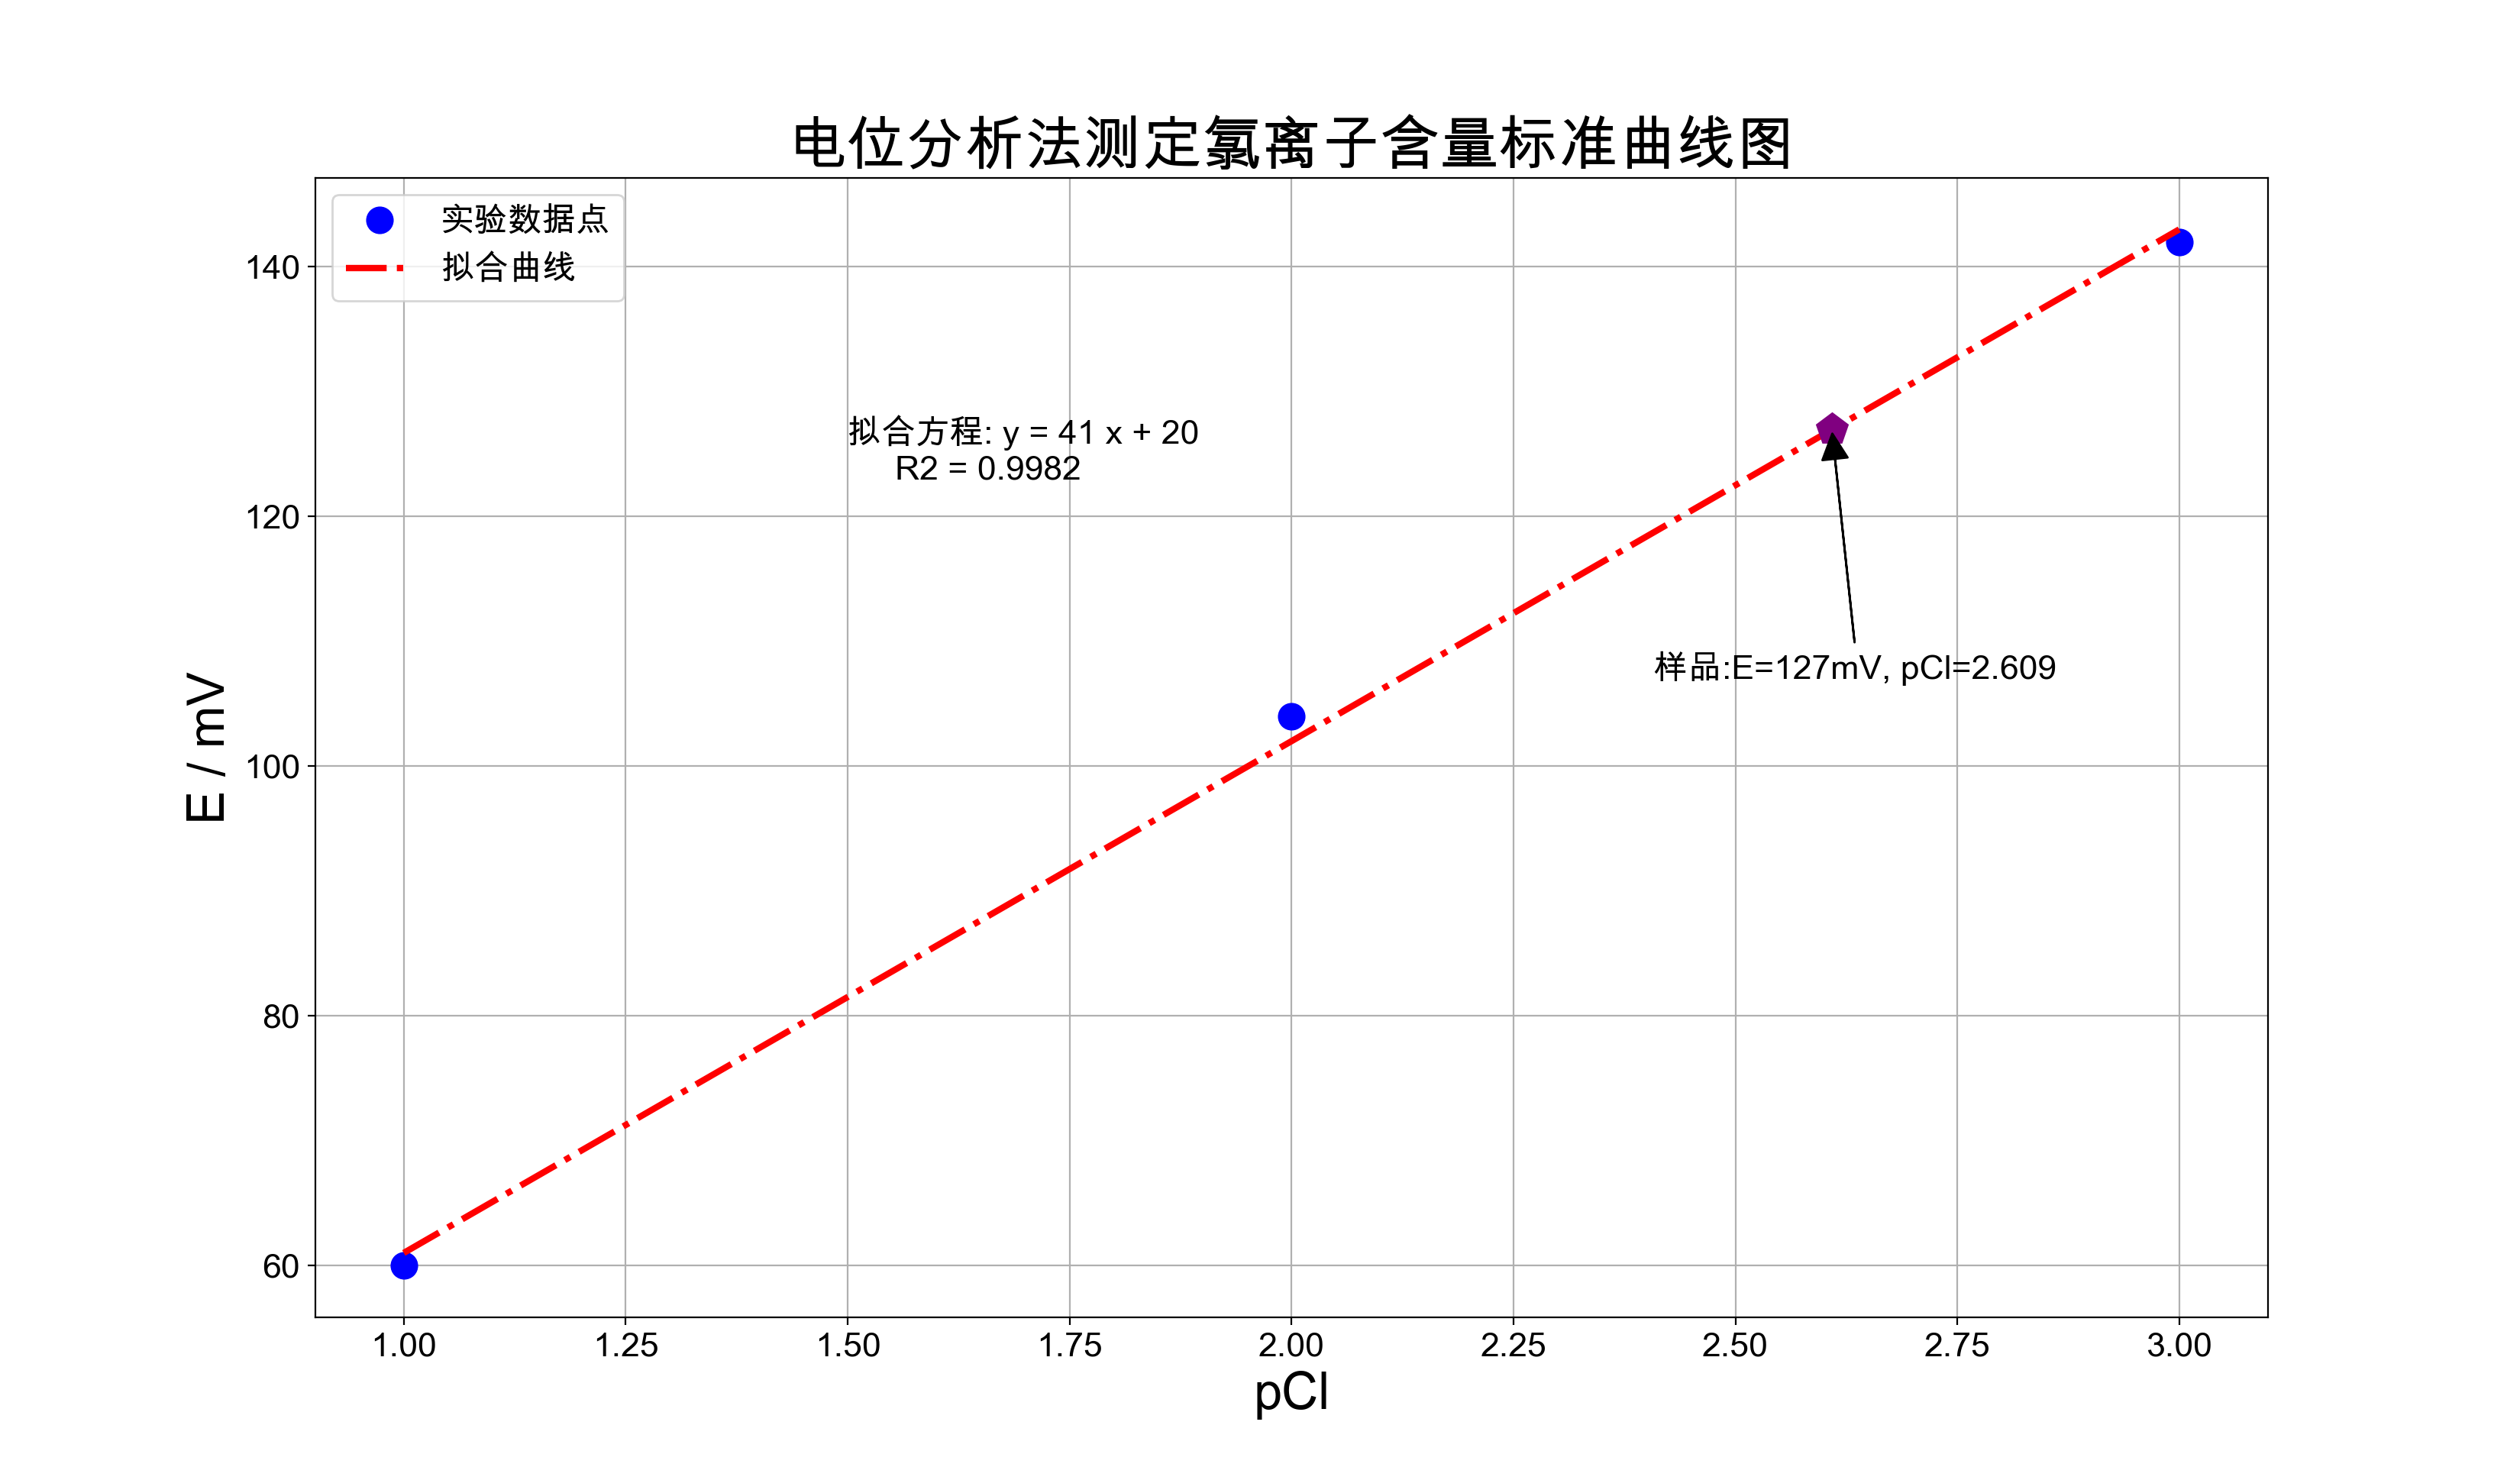 电位分析法测定氯离子含量标准曲线图
实验数据点
拟合曲线
拟合方程: y = 41 x + 20
R2 = 0.9982
样品:E=127mV, pCl=2.609
E / mV
140
120
100
80
60
1.00 1.25 1.50 1.75 2.00 2.25 2.50 2.75 3.00
pCl